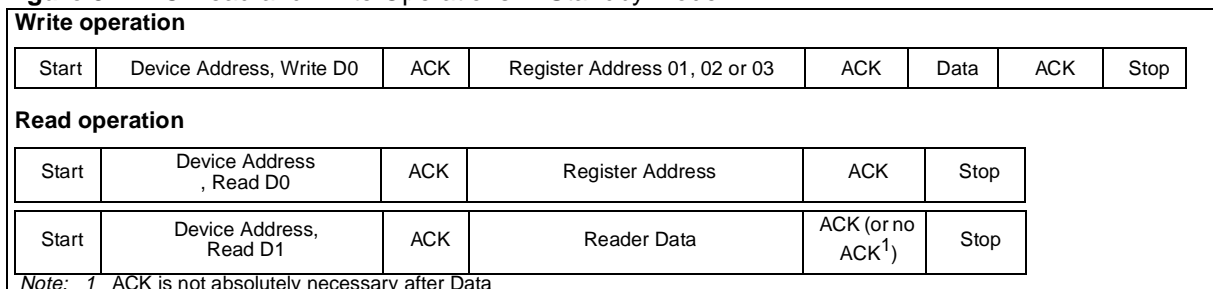 Write operation
Start Device Address, Write D0 ACK Register Address 01, 02 or 03 ACK Data ACK Stop
Read operation
Start Device Address , Read D0 ACK Register Address ACK Stop
Start Device Address, Read D1 ACK Reader Data ACK (or no ACK1) Stop
Note: 1 ACK is not absolutely necessary after Data